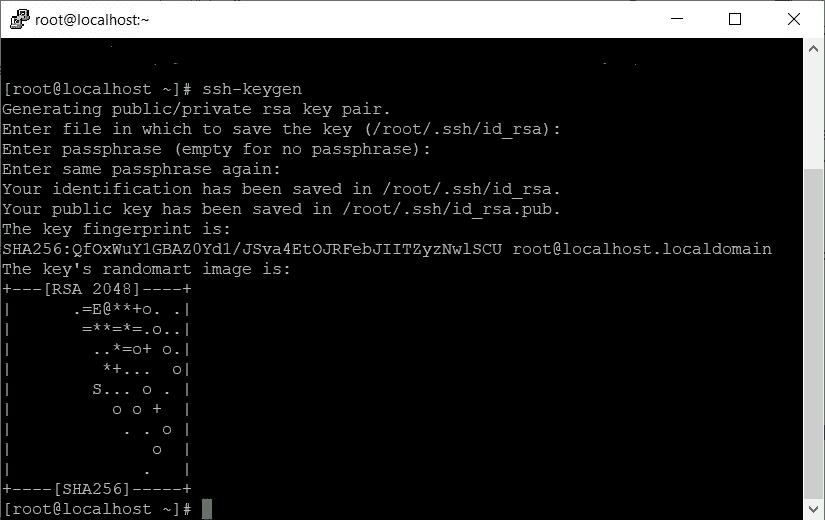 root@localhost:~
[root@localhost ~]# ssh-keygen
Generating public/private rsa key pair.
Enter file in which to save the key (/root/.ssh/id_rsa):
Enter passphrase (empty for no passphrase):
Enter same passphrase again:
Your identification has been saved in /root/.ssh/id_rsa.
Your public key has been saved in /root/.ssh/id_rsa.pub.
The key fingerprint is:
SHA256:QfOxWuY1GBAZ0Yd1/JSva4EtOJRFebJIITZyzNwlSCU root@localhost.localdomain
The key's randomart image is:
+---[RSA 2048]----+
|      .=E@**+o. .|
|       =**=*=.o..|
|        ..*=o+ o.|
|         *+...  o|
|        S... o . |
|          o o +  |
|           . . o |
|              o  |
|             .   |
+----[SHA256]-----+
[root@localhost ~]#